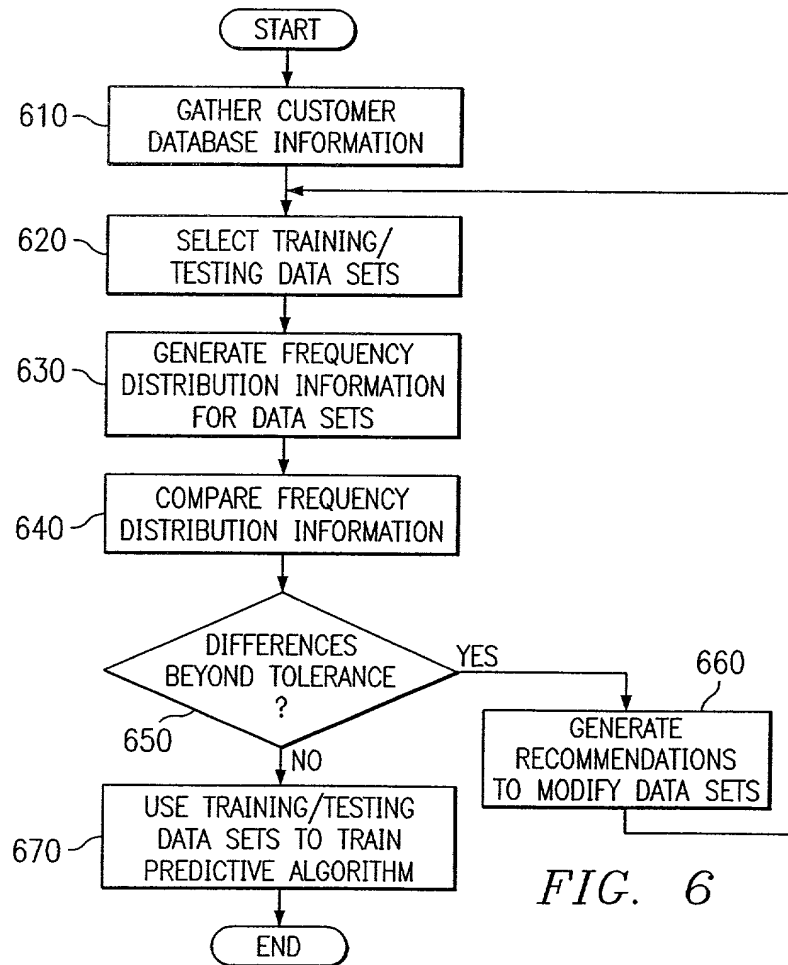 START
610
GATHER CUSTOMER
DATABASE INFORMATION
620
SELECT TRAINING/
TESTING DATA SETS
630
GENERATE FREQUENCY
DISTRIBUTION INFORMATION
FOR DATA SETS
640
COMPARE FREQUENCY
DISTRIBUTION INFORMATION
DIFFERENCES
BEYOND TOLERANCE
?
650
YES
660
GENERATE
RECOMMENDATIONS
TO MODIFY DATA SETS
NO
670
USE TRAINING/TESTING
DATA SETS TO TRAIN
PREDICTIVE ALGORITHM
END
FIG. 6